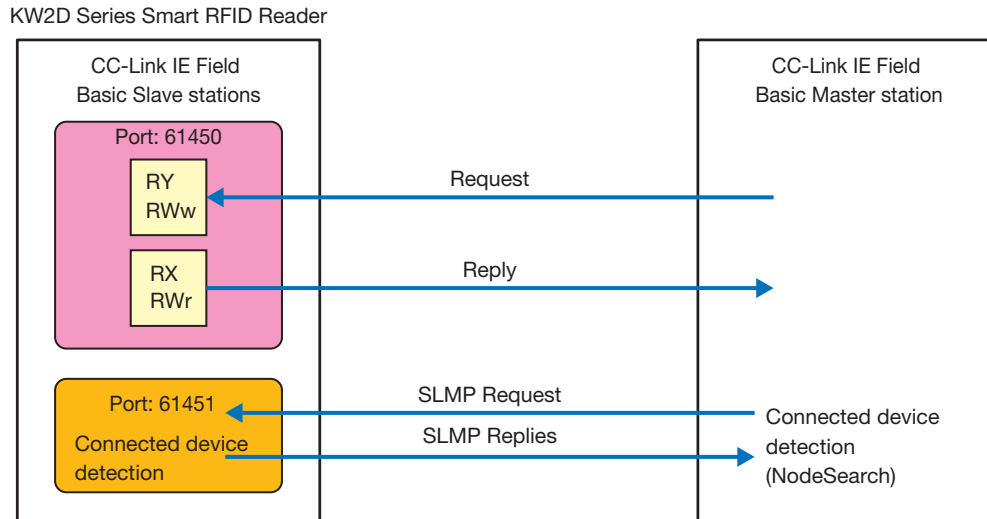 KW2D Series Smart RFID Reader
CC-Link IE Field
Basic Slave stations
Port: 61450
RY
RWw
RX
RWr
Port: 61451
Connected device
detection
Request
Reply
SLMP Request
SLMP Replies
CC-Link IE Field
Basic Master station
Connected device
detection
(NodeSearch)